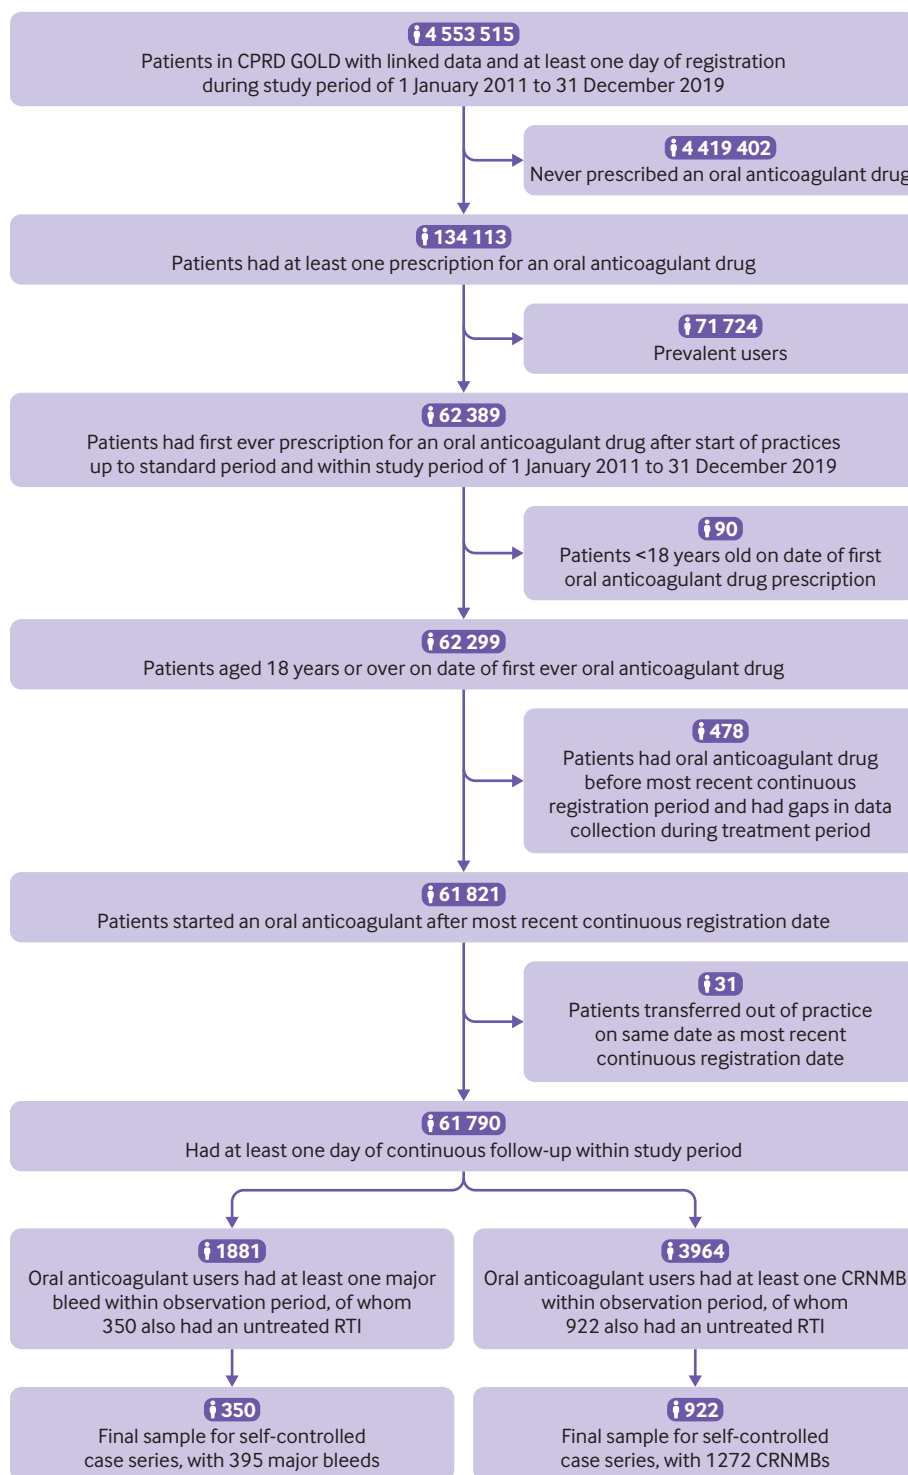 4 553 515
Patients in CPRD GOLD with linked data and at least one day of registration
during study period of 1 January 2011 to 31 December 2019
4 419 402
Never prescribed an oral anticoagulant drug
134 113
Patients had at least one prescription for an oral anticoagulant drug
71 724
Prevalent users
62 389
Patients had first ever prescription for an oral anticoagulant drug after start of practices
up to standard period and within study period of 1 January 2011 to 31 December 2019
90
Patients <18 years old on date of first
oral anticoagulant drug prescription
62 299
Patients aged 18 years or over on date of first ever oral anticoagulant drug
478
Patients had oral anticoagulant drug
before most recent continuous
registration period and had gaps in data
collection during treatment period
61 821
Patients started an oral anticoagulant after most recent continuous registration date
31
Patients transferred out of practice
on same date as most recent
continuous registration date
61 790
Had at least one day of continuous follow-up within study period
1881
Oral anticoagulant users had at least one major
bleed within observation period, of whom
350 also had an untreated RTI
3964
Oral anticoagulant users had at least one CRNMB
within observation period, of whom
922 also had an untreated RTI
350
Final sample for self-controlled
case series, with 395 major bleeds
922
Final sample for self-controlled
case series, with 1272 CRNMBs